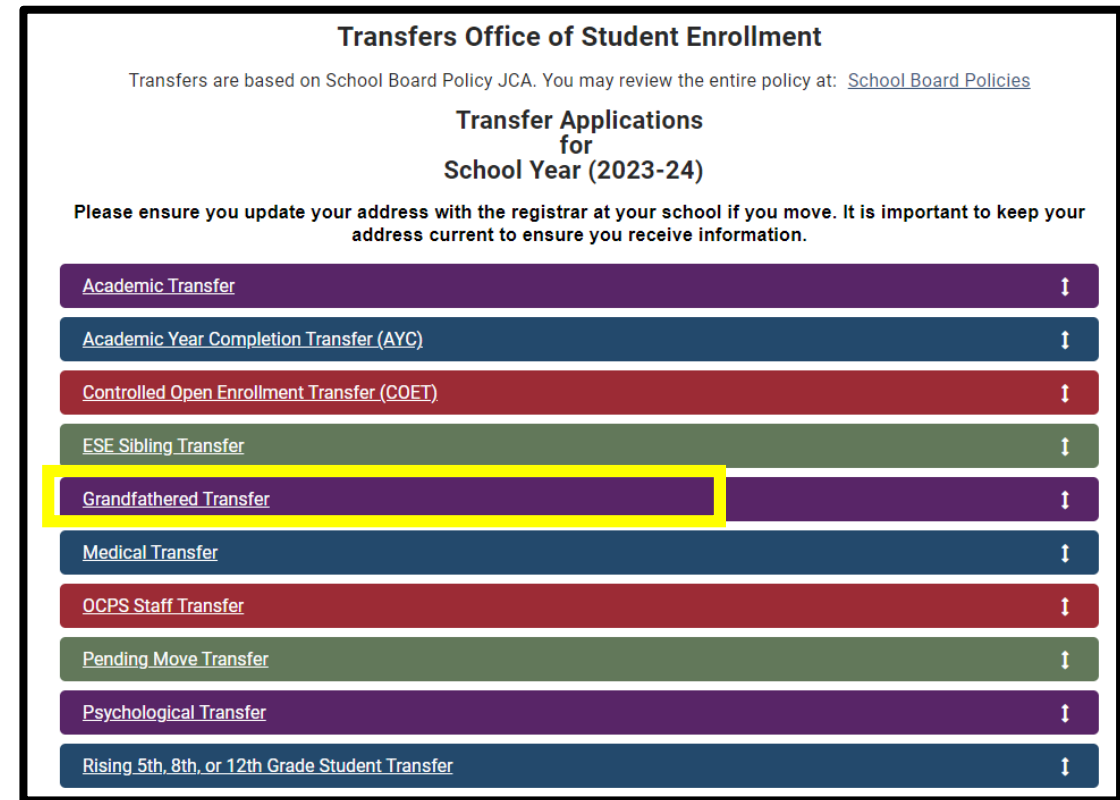 Transfers Office of Student Enrollment
Transfers are based on School Board Policy JCA. You may review the entire policy at: School Board Policies
Transfer Applications
for
School Year (2023-24)
Please ensure you update your address with the registrar at your school if you move. It is important to keep your
address current to ensure you receive information.
Academic Transfer
Academic Year Completion Transfer (AYC)
Controlled Open Enrollment Transfer (COET)
ESE Sibling Transfer
Grandfathered Transfer
Medical Transfer
OCPS Staff Transfer
Pending Move Transfer
Psychological Transfer
Rising 5th, 8th, or 12th Grade Student Transfer